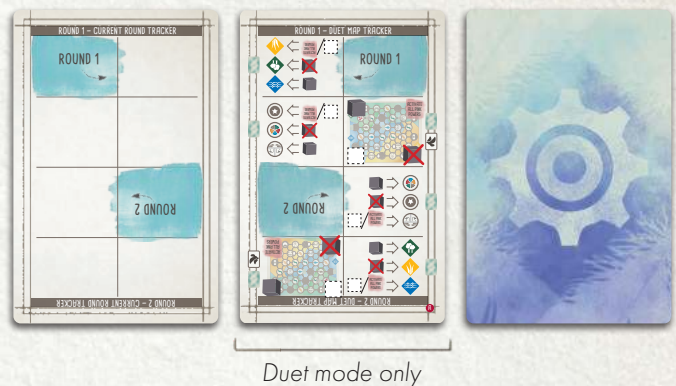 ROUND 1 – CURRENT ROUND TRACKER
ROUND 1
ROUND 2
ROUND 2 – CURRENT ROUND TRACKER
ROUND 1 – DUET MAP TRACKER
ROUND 1
ROUND 2
ROUND 2 – DUET MAP TRACKER
Duet mode only